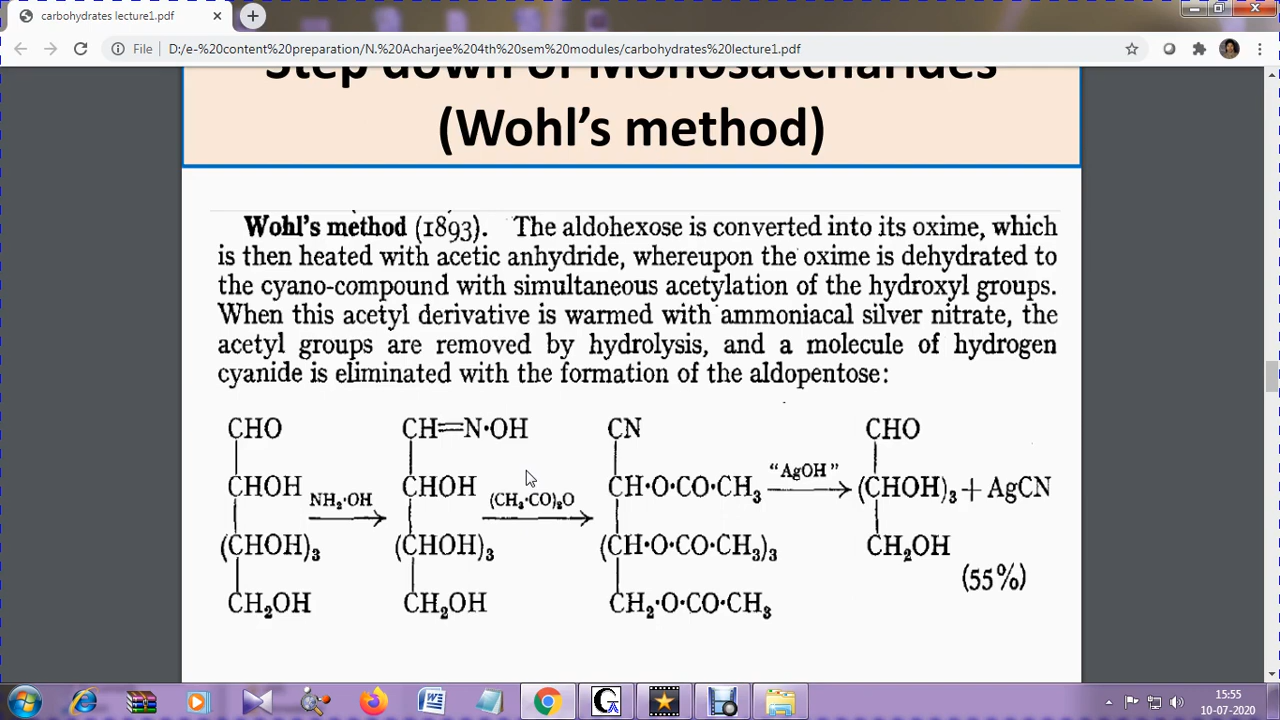 carbohydrates lecture1.pdf
File D:/e-%20content%20preparation/N.%20Acharjee%204th%20sem%20modules/carbohydrates%20lecture1.pdf
Step down of Monosaccharides
(Wohl's method)
Wohl's method (1893). The aldohexose is converted into its oxime, which
is then heated with acetic anhydride, whereupon the oxime is dehydrated to
the cyano-compound with simultaneous acetylation of the hydroxyl groups.
When this acetyl derivative is warmed with ammoniacal silver nitrate, the
acetyl groups are removed by hydrolysis, and a molecule of hydrogen
cyanide is eliminated with the formation of the aldopentose:
CHO CH=N·OH CN CHO
CHOH NH₂·OH CHOH (CH₃·CO)₂O CH·O·CO·CH₃ "AgOH" (CHOH)₃ + AgCN
(CHOH)₃ (CHOH)₃ (CH·O·CO·CH₃)₃ CH₂OH
(55%)
CH₂OH CH₂OH CH₂·O·CO·CH₃
15:55
10-07-2020